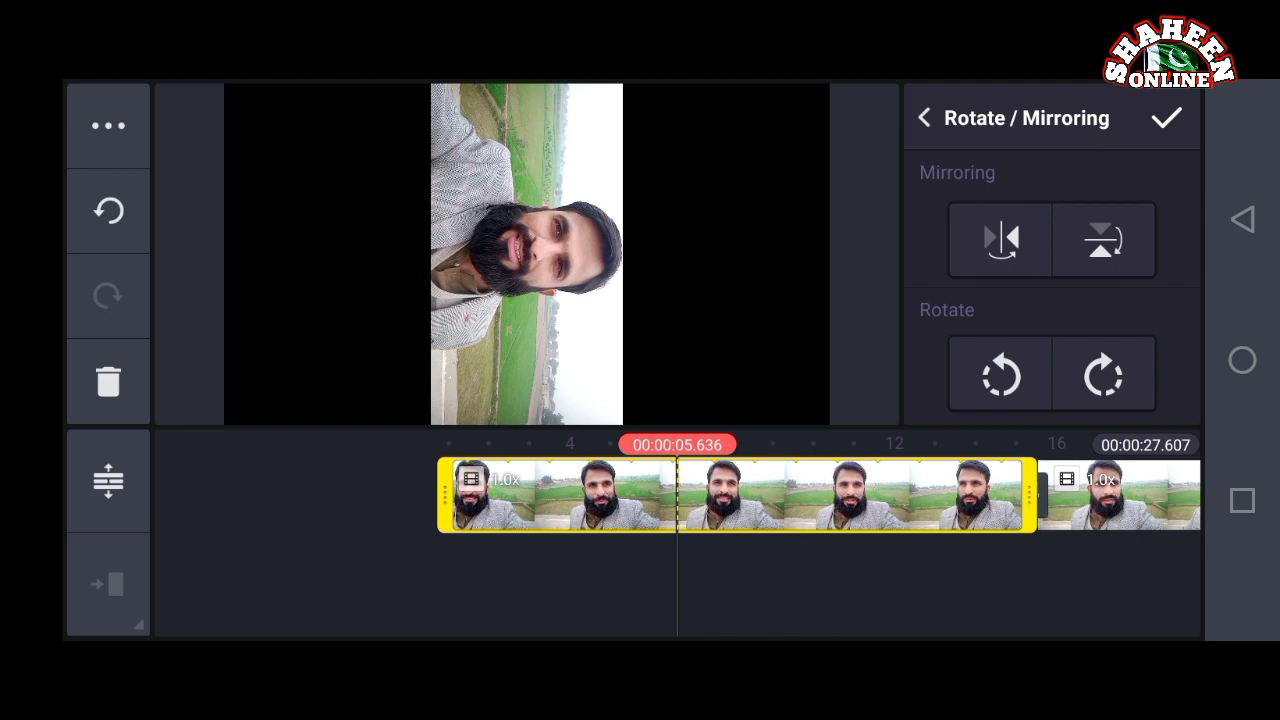 SHAHEEN
ONLINE
Rotate / Mirroring
Mirroring
Rotate
4
00:00:05.636
12
16
00:00:27.607
1.0x
1.0x